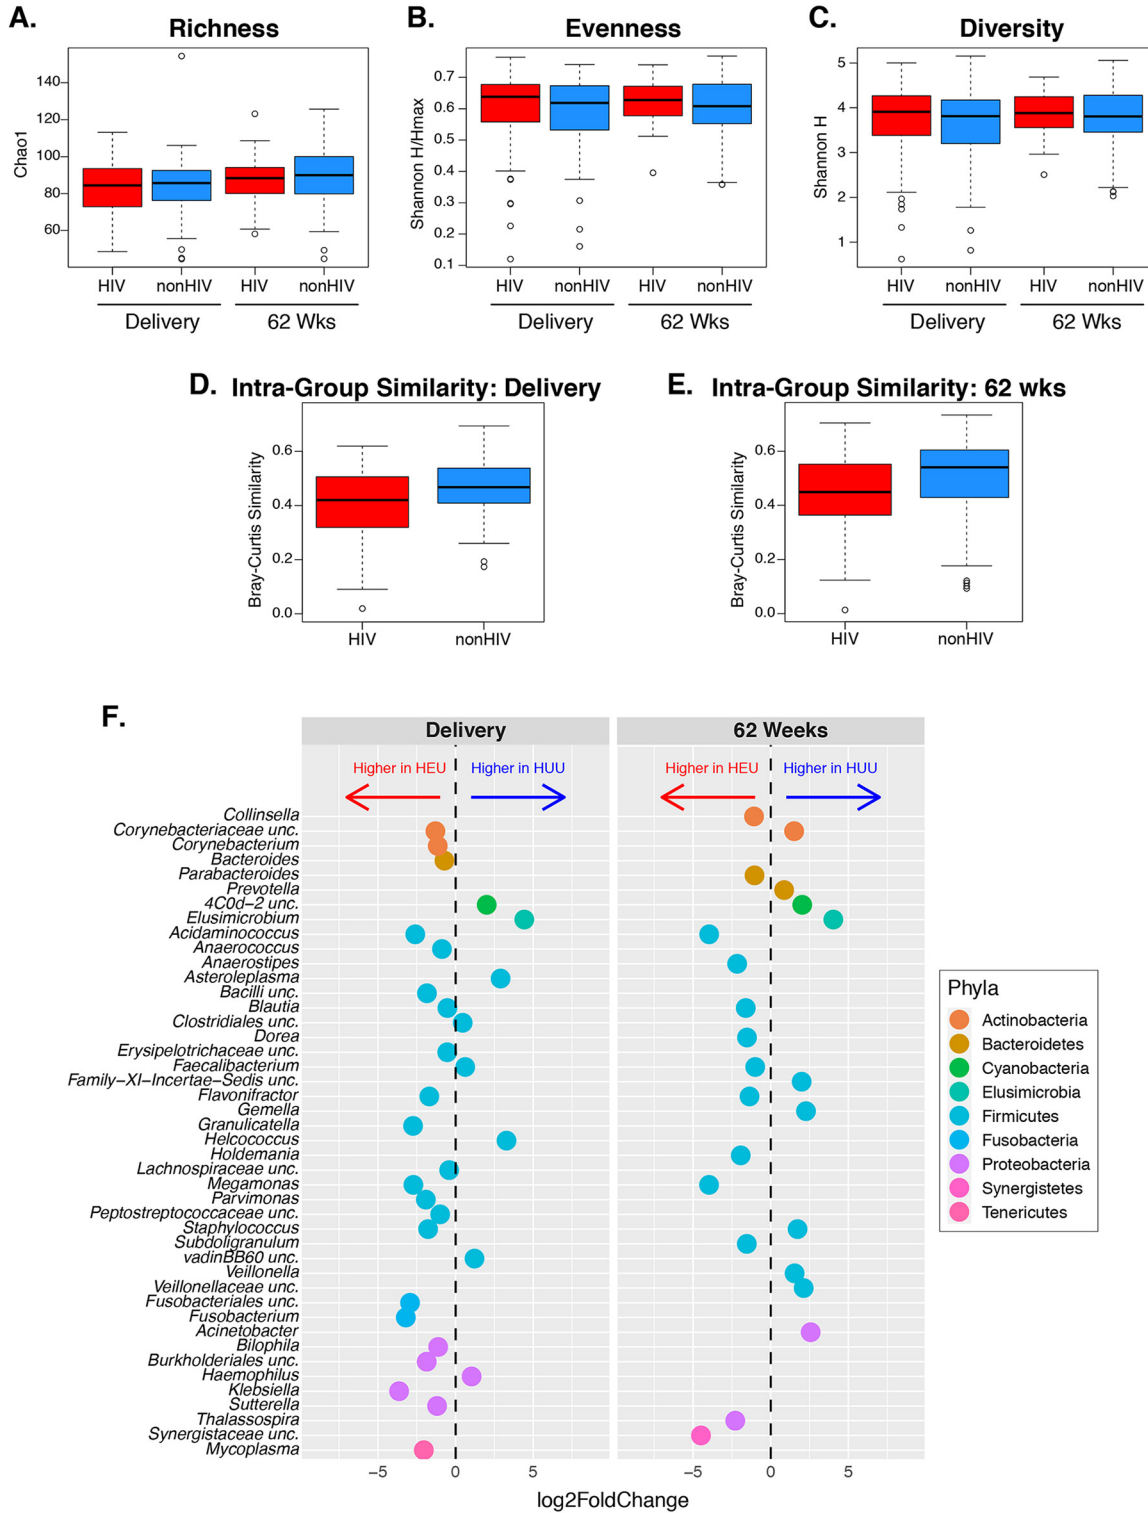 A. Richness
B. Evenness
C. Diversity
Chao1
140
120
100
80
60
HIV nonHIV HIV nonHIV
Delivery 62 Wks
Shannon H/Hmax
0.7
0.6
0.5
0.4
0.3
0.2
0.1
HIV nonHIV HIV nonHIV
Delivery 62 Wks
Shannon H
5
4
3
2
1
HIV nonHIV HIV nonHIV
Delivery 62 Wks
D. Intra-Group Similarity: Delivery
Bray-Curtis Similarity
0.6
0.4
0.2
0.0
HIV nonHIV
E. Intra-Group Similarity: 62 wks
Bray-Curtis Similarity
0.6
0.4
0.2
0.0
HIV nonHIV
F.
Delivery 62 Weeks
Higher in HEU Higher in HUU Higher in HEU Higher in HUU
Collinsella
Corynebacteriaceae unc.
Corynebacterium
Bacteroides
Parabacteroides
Prevotella
4C0d−2 unc.
Elusimicrobium
Acidaminococcus
Anaerococcus
Anaerostipes
Asteroleplasma
Bacilli unc.
Blautia
Clostridiales unc.
Dorea
Erysipelotrichaceae unc.
Faecalibacterium
Family−XI−Incertae−Sedis unc.
Flavonifractor
Gemella
Granulicatella
Helcococcus
Holdemania
Lachnospiraceae unc.
Megamonas
Parvimonas
Peptostreptococcaceae unc.
Staphylococcus
Subdoligranulum
vadinBB60 unc.
Veillonella
Veillonellaceae unc.
Fusobacteriales unc.
Fusobacterium
Acinetobacter
Bilophila
Burkholderiales unc.
Haemophilus
Klebsiella
Sutterella
Thalassospira
Synergistaceae unc.
Mycoplasma
−5 0 5 −5 0 5
log2FoldChange
Phyla
Actinobacteria
Bacteroidetes
Cyanobacteria
Elusimicrobia
Firmicutes
Fusobacteria
Proteobacteria
Synergistetes
Tenericutes